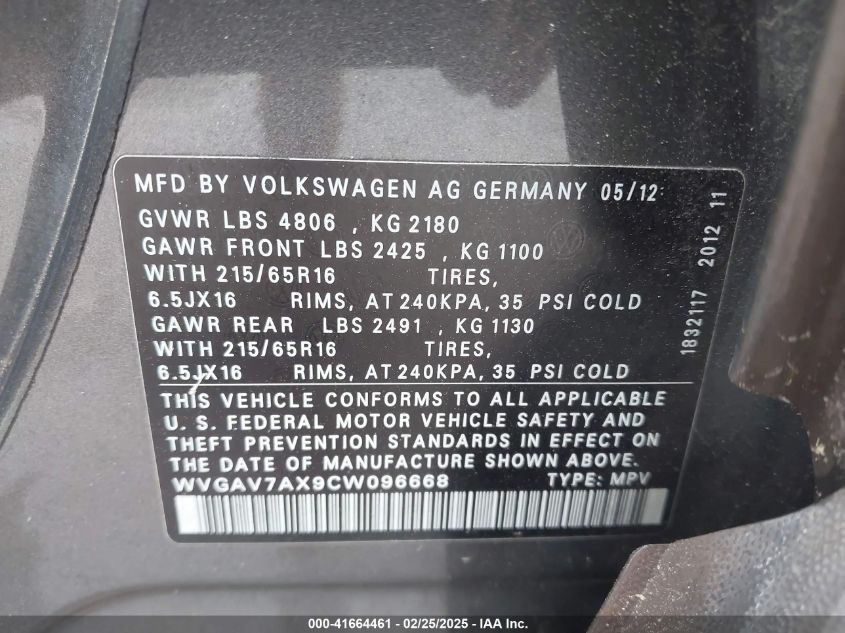 MFD BY VOLKSWAGEN AG GERMANY 05/12
GVWR LBS 4806 , KG 2180
GAWR FRONT LBS 2425 , KG 1100
WITH 215/65R16 TIRES,
6.5JX16 RIMS, AT 240KPA, 35 PSI COLD
GAWR REAR LBS 2491 , KG 1130
WITH 215/65R16 TIRES,
6.5JX16 RIMS, AT 240KPA, 35 PSI COLD
THIS VEHICLE CONFORMS TO ALL APPLICABLE
U. S. FEDERAL MOTOR VEHICLE SAFETY AND
THEFT PREVENTION STANDARDS IN EFFECT ON
THE DATE OF MANUFACTURE SHOWN ABOVE.
WVGAV7AX9CW096668 TYPE: MPV
1832117 2012 11
000-41664461 / 02/25/2025 - IAA Inc.